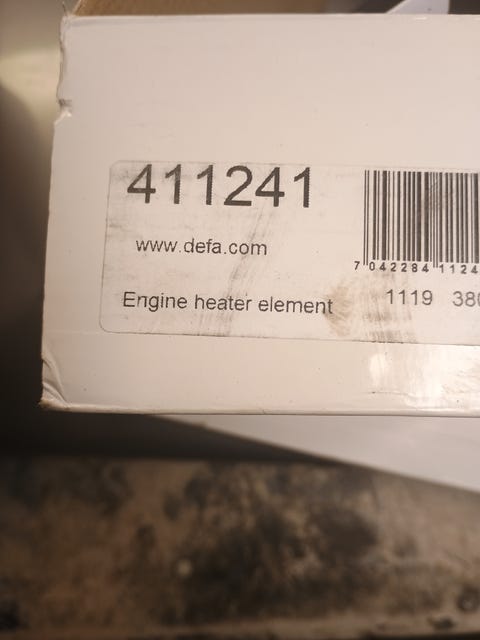 411241
www.defa.com
7 042284 1124
Engine heater element
1119 380